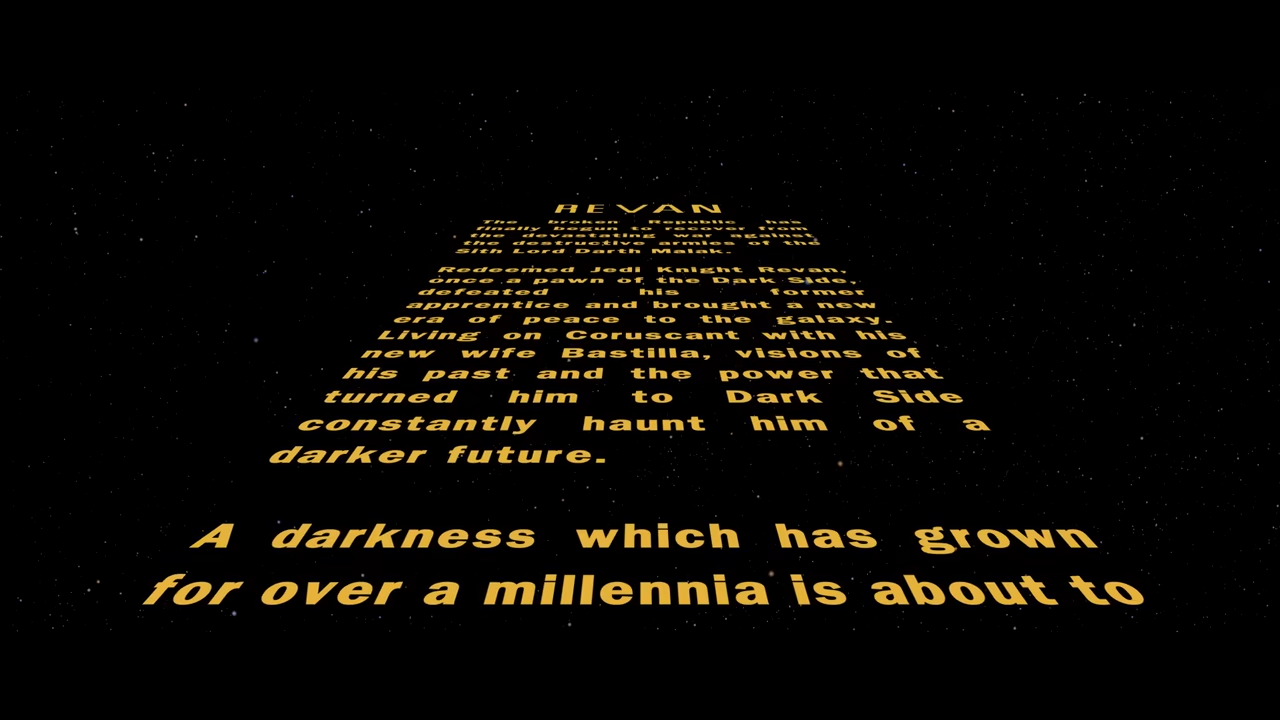 REVAN
The broken Republic has
finally begun to recover from
the devastating war against
the destructive armies of the
Sith Lord Darth Malak.
Redeemed Jedi Knight Revan,
once a pawn of the Dark Side,
defeated his former
apprentice and brought a new
era of peace to the galaxy.
Living on Coruscant with his
new wife Bastilla, visions of
his past and the power that
turned him to Dark Side
constantly haunt him of a
darker future.
A darkness which has grown
for over a millennia is about to